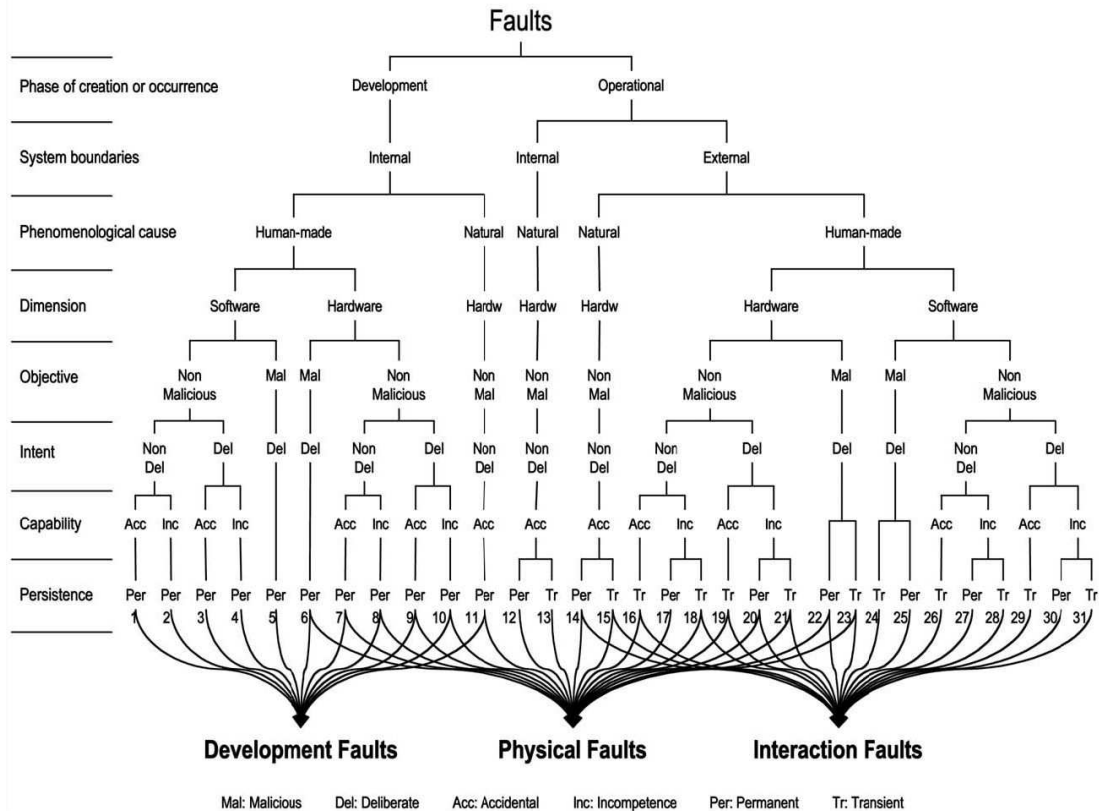 Faults
Phase of creation or occurrence Development Operational
System boundaries Internal Internal External
Phenomenological cause Human-made Natural Natural Natural Human-made
Dimension Software Hardware Hardw Hardw Hardw Hardware Software
Objective Non Mal Mal Non Non Non Non Non Mal Mal Non
Malicious Malicious Mal Mal Mal Malicious Malicious
Intent Non Del Del Del Non Del Non Non Non Non Del Del Del Non Del
Del Del Del Del Del Del Del
Capability Acc Inc Acc Inc Acc Inc Acc Inc Acc Acc Acc Acc Inc Acc Inc Acc Inc Acc Inc
Persistence Per Per Per Per Per Per Per Per Per Per Per Per Tr Per Tr Tr Per Tr Tr Per Tr Per Tr Tr Per Tr Per Tr Tr Per Tr
1 2 3 4 5 6 7 8 9 10 11 12 13 14 15 16 17 18 19 20 21 22 23 24 25 26 27 28 29 30 31
Development Faults Physical Faults Interaction Faults
Mal: Malicious Del: Deliberate Acc: Accidental Inc: Incompetence Per: Permanent Tr: Transient